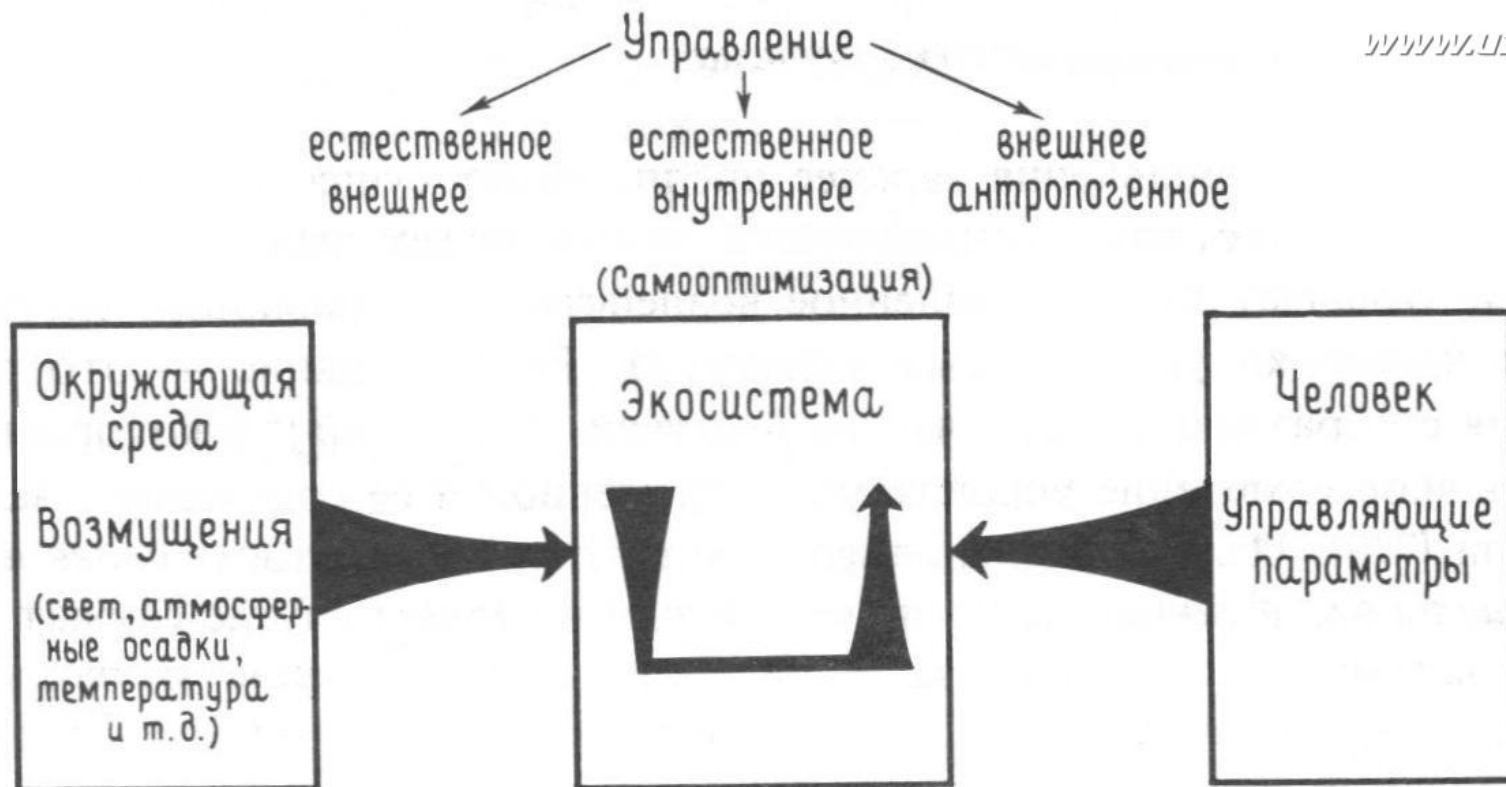 Управление
естественное
внешнее
естественное
внутреннее
внешнее
антропогенное
(Самооптимизация)
Окружающая
среда
Возмущения
(свет, атмосфер-
ные осадки,
температура
и т.д.)
Экосистема
Человек
Управляющие
параметры